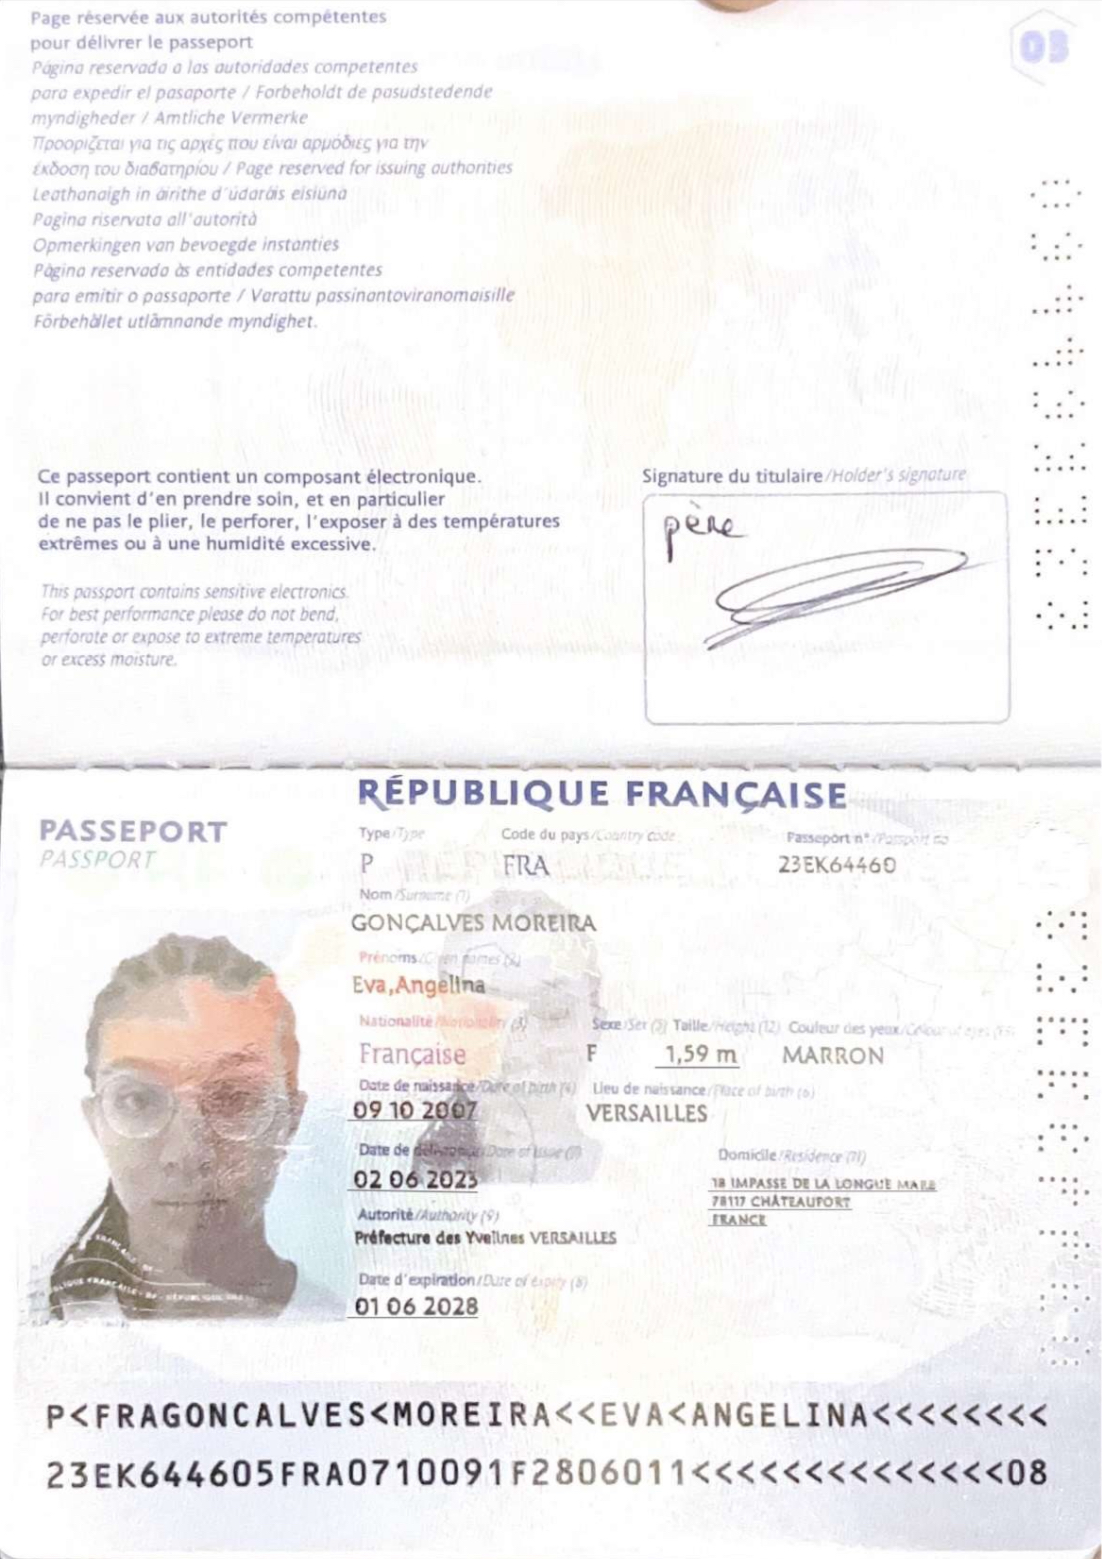 Page réservée aux autorités compétentes
pour délivrer le passeport
Página reservada a las autoridades competentes
para expedir el pasaporte / Forbeholdt de pasudstedende
myndigheder / Amtliche Vermerke
Προορίζεται για τις αρχές που είναι αρμόδιες για την
έκδοση του διαβατηρίου / Page reserved for issuing authorities
Leathanaigh in áirithe d'údaráis eisiúna
Pagina riservata all'autorità
Opmerkingen van bevoegde instanties
Página reservada às entidades competentes
para emitir o passaporte / Varattu passinantoviranomaisille
Förbehållet utlämnande myndighet.
03
Ce passeport contient un composant électronique.
Il convient d'en prendre soin, et en particulier
de ne pas le plier, le perforer, l'exposer à des températures
extrêmes ou à une humidité excessive.
This passport contains sensitive electronics.
For best performance please do not bend,
perforate or expose to extreme temperatures
or excess moisture.
Signature du titulaire/Holder's signature
père
RÉPUBLIQUE FRANÇAISE
PASSEPORT
PASSPORT
Type/Type Code du pays/Country code Passeport n°/Passport no
P FRA 23EK64460
Nom/Surname (1)
GONÇALVES MOREIRA
Prénoms/Given names (2)
Eva,Angélina
Nationalité/Nationality (3) Sexe/Sex (5) Taille/Height (12) Couleur des yeux/Colour of eyes (13)
Française F 1,59 m MARRON
Date de naissance/Date of birth (4) Lieu de naissance/Place of birth (6)
09 10 2007 VERSAILLES
Date de délivrance/Date of issue (7) Domicile/Residence (11)
02 06 2023 18 IMPASSE DE LA LONGUE MARE
78117 CHÂTEAUFORT
FRANCE
Autorité/Authority (9)
Préfecture des Yvelines VERSAILLES
Date d'expiration/Date of expiry (8)
01 06 2028
P<FRAGONCALVES<MOREIRA<<EVA<ANGELINA<<<<<<<<
23EK644605FRA0710091F2806011<<<<<<<<<<<<<<08